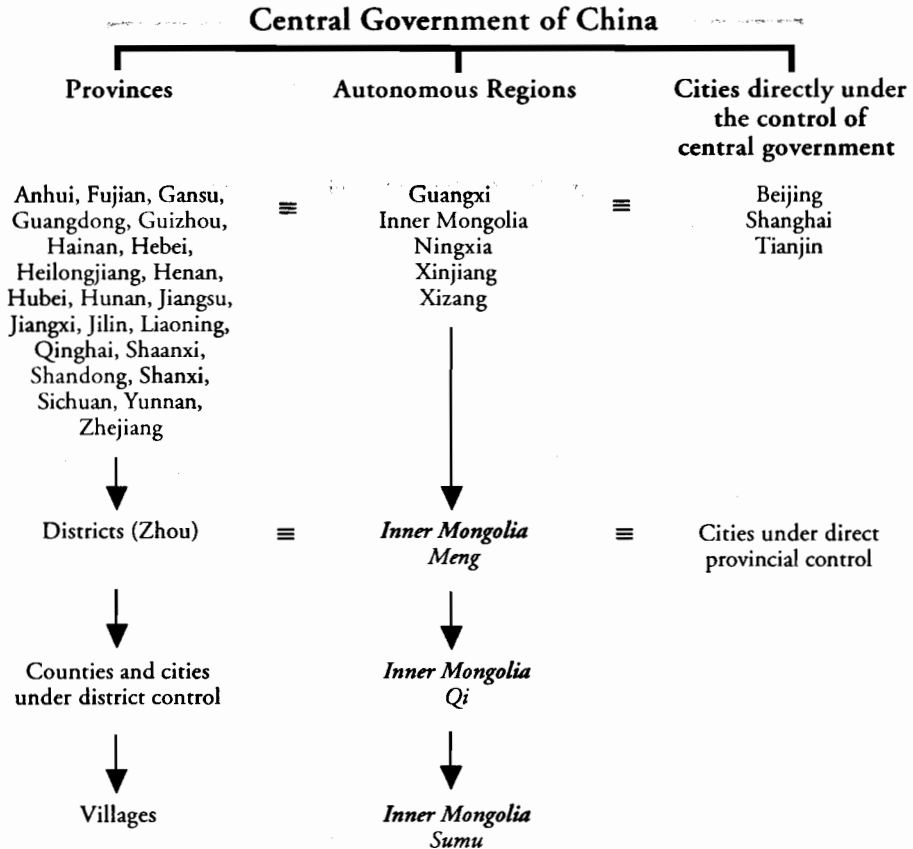 Central Government of China
Provinces
Autonomous Regions
Cities directly under
the control of
central government
Anhui, Fujian, Gansu,
Guangdong, Guizhou,
Hainan, Hebei,
Heilongjiang, Henan,
Hubei, Hunan, Jiangsu,
Jiangxi, Jilin, Liaoning,
Qinghai, Shaanxi,
Shandong, Shanxi,
Sichuan, Yunnan,
Zhejiang
≡
Guangxi
Inner Mongolia
Ningxia
Xinjiang
Xizang
≡
Beijing
Shanghai
Tianjin
Districts (Zhou)
≡
Inner Mongolia
Meng
≡
Cities under direct
provincial control
Counties and cities
under district control
Inner Mongolia
Qi
Villages
Inner Mongolia
Sumu